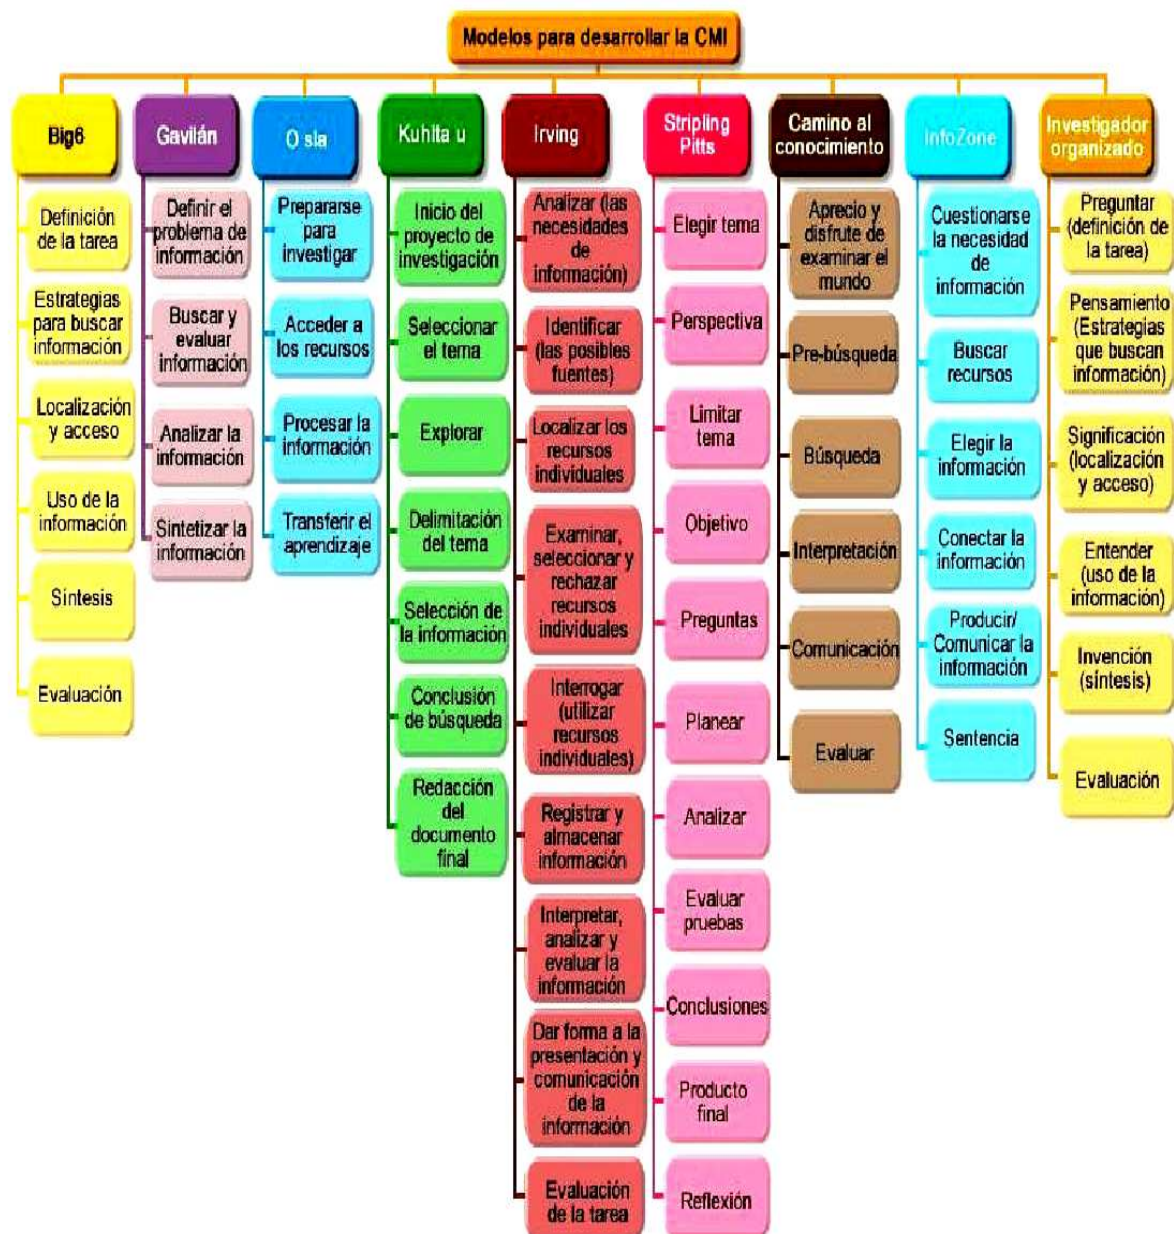 Modelos para desarrollar la CMI
Big6
Definición
de la tarea
Estrategias
para buscar
información
Localización
y acceso
Uso de la
información
Síntesis
Evaluación
Gavilán
Definir el
problema de
información
Buscar y
evaluar
información
Analizar la
información
Sintetizar la
información
O sla
Prepararse
para
investigar
Acceder a
los recursos
Procesar la
información
Transferir el
aprendizaje
Kuhlta u
Inicio del
proyecto de
investigación
Seleccionar
el tema
Explorar
Delimitación
del tema
Selección de
la información
Conclusión
de búsqueda
Redacción
del
documento
final
Irving
Analizar (las
necesidades
de
información)
Identificar
(las posibles
fuentes)
Localizar los
recursos
individuales
Examinar,
seleccionar y
rechazar
recursos
individuales
Interrogar
(utilizar
recursos
individuales)
Registrar y
almacenar
información
Interpretar,
analizar y
evaluar la
información
Dar forma a la
presentación y
comunicación
de la
información
Evaluación
de la tarea
Stripling
Pitts
Elegir tema
Perspectiva
Limitar
tema
Objetivo
Preguntas
Planear
Analizar
Evaluar
pruebas
Conclusiones
Producto
final
Reflexión
Camino al
conocimiento
Aprecio y
disfrute de
examinar el
mundo
Pre-búsqueda
Búsqueda
Interpretación
Comunicación
Evaluar
InfoZone
Cuestionarse
la necesidad
de
información
Buscar
recursos
Elegir la
información
Conectar la
información
Producir/
Comunicar la
información
Sentencia
Investigador
organizado
Preguntar
(definición de
la tarea)
Pensamiento
(Estrategias
que buscan
información)
Significación
(localización
y acceso)
Entender
(uso de la
información)
Invención
(síntesis)
Evaluación